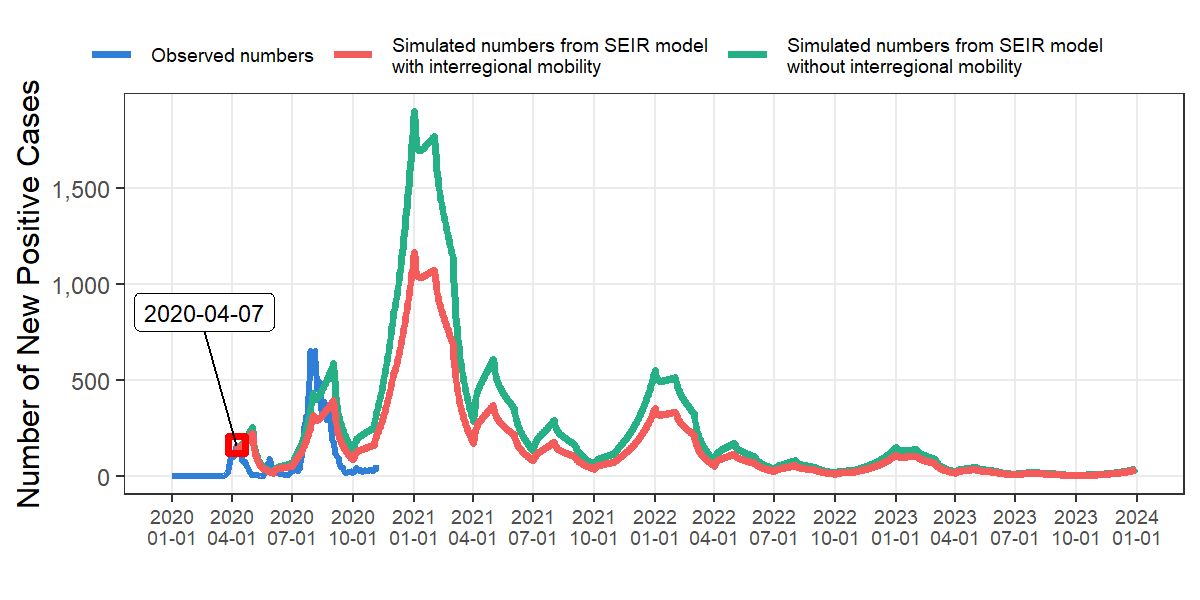 Observed numbers
Simulated numbers from SEIR model
with interregional mobility
Simulated numbers from SEIR model
without interregional mobility
Number of New Positive Cases
1,500
1,000
500
0
2020-04-07
2020 2020 2020 2020 2021 2021 2021 2021 2022 2022 2022 2022 2023 2023 2023 2023 2024
01-01 04-01 07-01 10-01 01-01 04-01 07-01 10-01 01-01 04-01 07-01 10-01 01-01 04-01 07-01 10-01 01-01